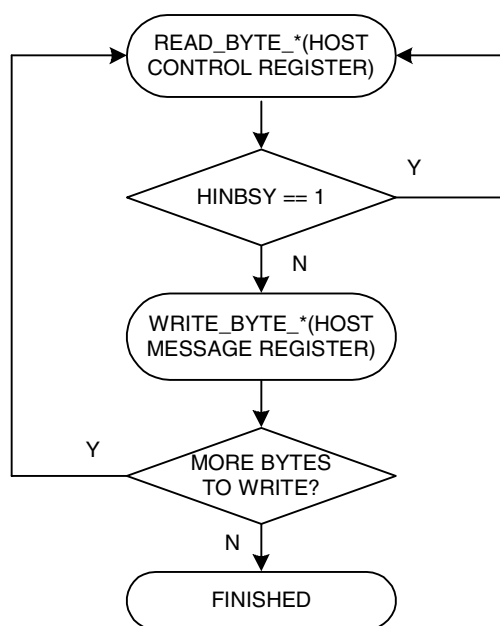 READ_BYTE_*(HOST
CONTROL REGISTER)
Y
HINBSY == 1
N
WRITE_BYTE_*(HOST
MESSAGE REGISTER)
Y
MORE BYTES
TO WRITE?
N
FINISHED